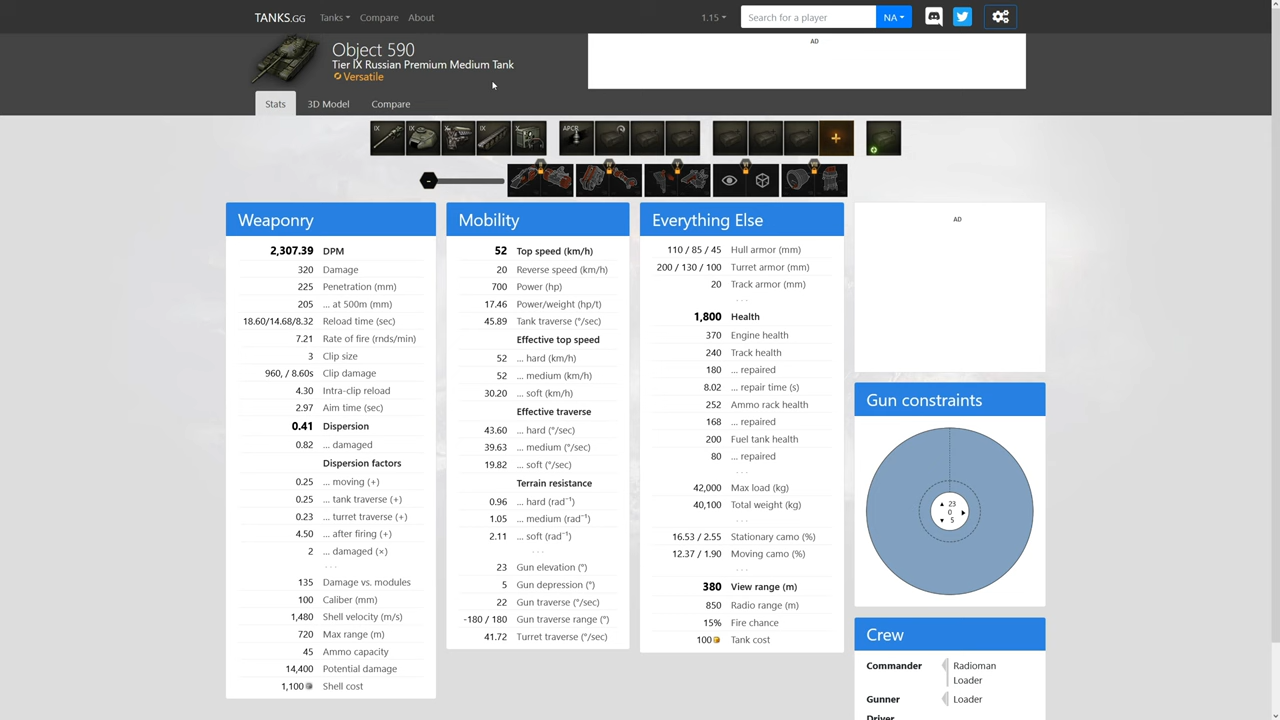 TANKS.GG Tanks Compare About 1.15 Search for a player NA
Object 590
Tier IX Russian Premium Medium Tank
Versatile
AD
Stats 3D Model Compare
IX IX X IX X APCR
II IV V VI VII
Weaponry
2,307.39 DPM
320 Damage
225 Penetration (mm)
205 ... at 500m (mm)
18.60/14.68/8.32 Reload time (sec)
7.21 Rate of fire (rnds/min)
3 Clip size
960, / 8.60s Clip damage
4.30 Intra-clip reload
2.97 Aim time (sec)
0.41 Dispersion
0.82 ... damaged
Dispersion factors
0.25 ... moving (+)
0.25 ... tank traverse (+)
0.23 ... turret traverse (+)
4.50 ... after firing (+)
2 ... damaged (×)
. . .
135 Damage vs. modules
100 Caliber (mm)
1,480 Shell velocity (m/s)
720 Max range (m)
45 Ammo capacity
14,400 Potential damage
1,100 Shell cost
Mobility
52 Top speed (km/h)
20 Reverse speed (km/h)
700 Power (hp)
17.46 Power/weight (hp/t)
45.89 Tank traverse (°/sec)
Effective top speed
52 ... hard (km/h)
52 ... medium (km/h)
30.20 ... soft (km/h)
Effective traverse
43.60 ... hard (°/sec)
39.63 ... medium (°/sec)
19.82 ... soft (°/sec)
Terrain resistance
0.96 ... hard (rad⁻¹)
1.05 ... medium (rad⁻¹)
2.11 ... soft (rad⁻¹)
. . .
23 Gun elevation (°)
5 Gun depression (°)
22 Gun traverse (°/sec)
-180 / 180 Gun traverse range (°)
41.72 Turret traverse (°/sec)
Everything Else
110 / 85 / 45 Hull armor (mm)
200 / 130 / 100 Turret armor (mm)
20 Track armor (mm)
. . .
1,800 Health
370 Engine health
240 Track health
180 ... repaired
8.02 ... repair time (s)
252 Ammo rack health
168 ... repaired
200 Fuel tank health
80 ... repaired
. . .
42,000 Max load (kg)
40,100 Total weight (kg)
. . .
16.53 / 2.55 Stationary camo (%)
12.37 / 1.90 Moving camo (%)
. . .
380 View range (m)
850 Radio range (m)
15% Fire chance
100 Tank cost
AD
Gun constraints
▲ 23
0 ▶
▼ 5
Crew
Commander Radioman
Loader
Gunner Loader
Driver